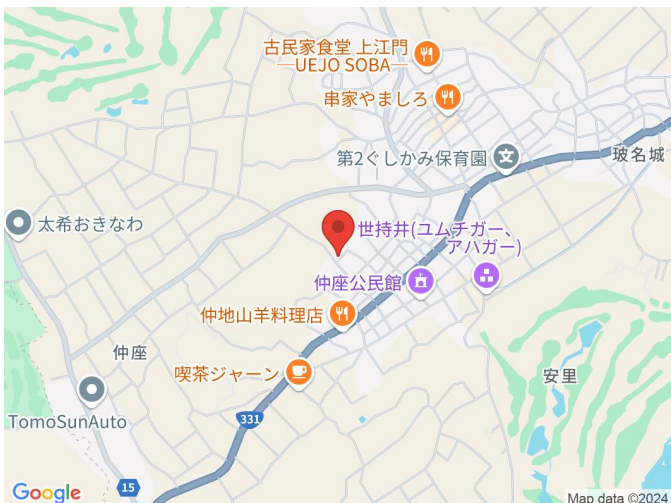 古民家食堂 上江門
—UEJO SOBA—
串家やましろ
第2ぐしかみ保育園
玻名城
太希おきなわ
世持井(ユムチガー、
アハガー)
仲座公民館
仲地山羊料理店
仲座
喫茶ジャーン
安里
TomoSunAuto
331
15
Google
Map data ©2024